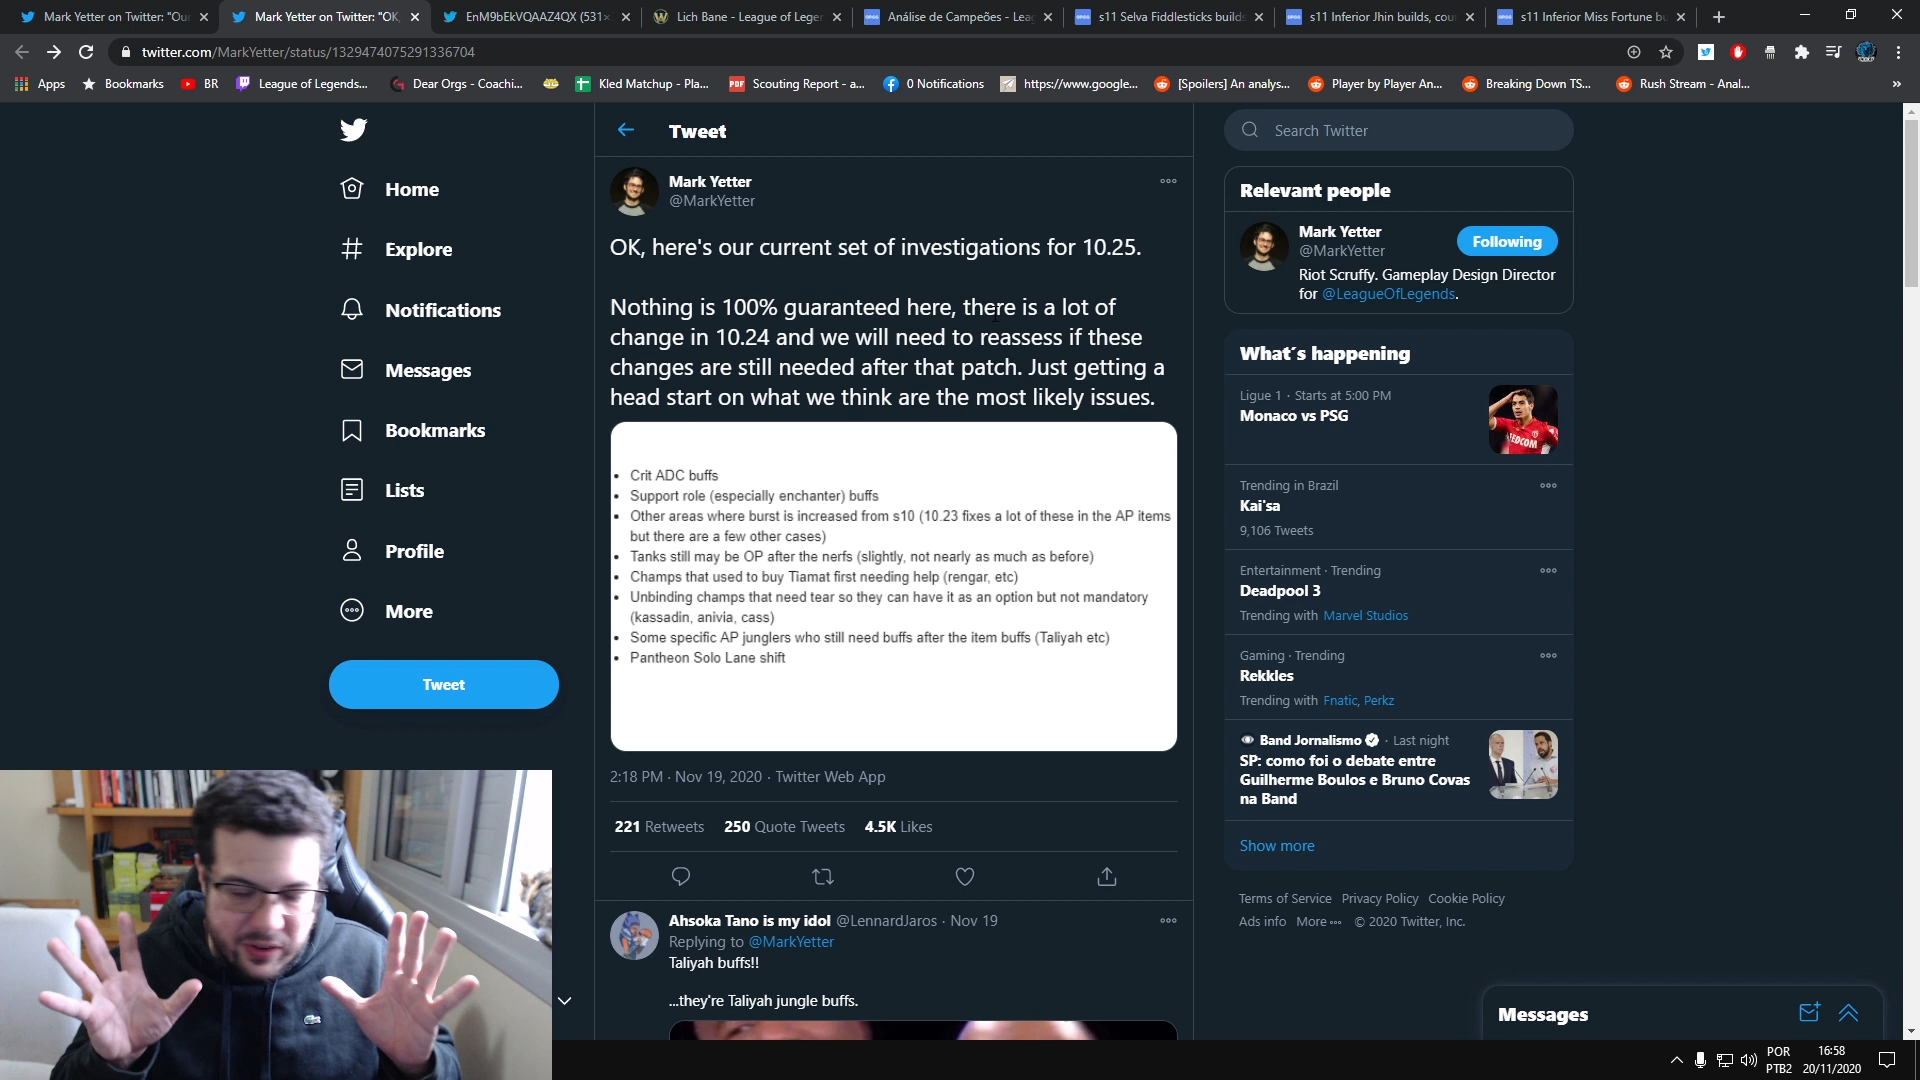 Mark Yetter on Twitter: "Our
Mark Yetter on Twitter: "OK,
EnM9bEkVQAAZ4QX (531×
Lich Bane - League of Leger
Análise de Campeões - Lea
s11 Selva Fiddlesticks builds
s11 Inferior Jhin builds, cou
s11 Inferior Miss Fortune bu
twitter.com/MarkYetter/status/1329474075291336704
Apps
Bookmarks
BR
League of Legends...
Dear Orgs - Coachi...
Kled Matchup - Pla...
Scouting Report - a...
0 Notifications
https://www.google...
[Spoilers] An analys...
Player by Player An...
Breaking Down TS...
Rush Stream - Anal...
Home
Explore
Notifications
Messages
Bookmarks
Lists
Profile
More
Tweet
Tweet
Mark Yetter
@MarkYetter
OK, here's our current set of investigations for 10.25.
Nothing is 100% guaranteed here, there is a lot of
change in 10.24 and we will need to reassess if these
changes are still needed after that patch. Just getting a
head start on what we think are the most likely issues.
• Crit ADC buffs
• Support role (especially enchanter) buffs
• Other areas where burst is increased from s10 (10.23 fixes a lot of these in the AP items
but there are a few other cases)
• Tanks still may be OP after the nerfs (slightly, not nearly as much as before)
• Champs that used to buy Tiamat first needing help (rengar, etc)
• Unbinding champs that need tear so they can have it as an option but not mandatory
(kassadin, anivia, cass)
• Some specific AP junglers who still need buffs after the item buffs (Taliyah etc)
• Pantheon Solo Lane shift
2:18 PM · Nov 19, 2020 · Twitter Web App
221 Retweets 250 Quote Tweets 4.5K Likes
Ahsoka Tano is my idol @LennardJaros · Nov 19
Replying to @MarkYetter
Taliyah buffs!!
...they're Taliyah jungle buffs.
Search Twitter
Relevant people
Mark Yetter
@MarkYetter
Following
Riot Scruffy. Gameplay Design Director
for @LeagueOfLegends.
What's happening
Ligue 1 · Starts at 5:00 PM
Monaco vs PSG
Trending in Brazil
Kai'sa
9,106 Tweets
Entertainment · Trending
Deadpool 3
Trending with Marvel Studios
Gaming · Trending
Rekkles
Trending with Fnatic, Perkz
Band Jornalismo · Last night
SP: como foi o debate entre
Guilherme Boulos e Bruno Covas
na Band
Show more
Terms of Service Privacy Policy Cookie Policy
Ads info More © 2020 Twitter, Inc.
Messages
POR
PTB2
16:58
20/11/2020